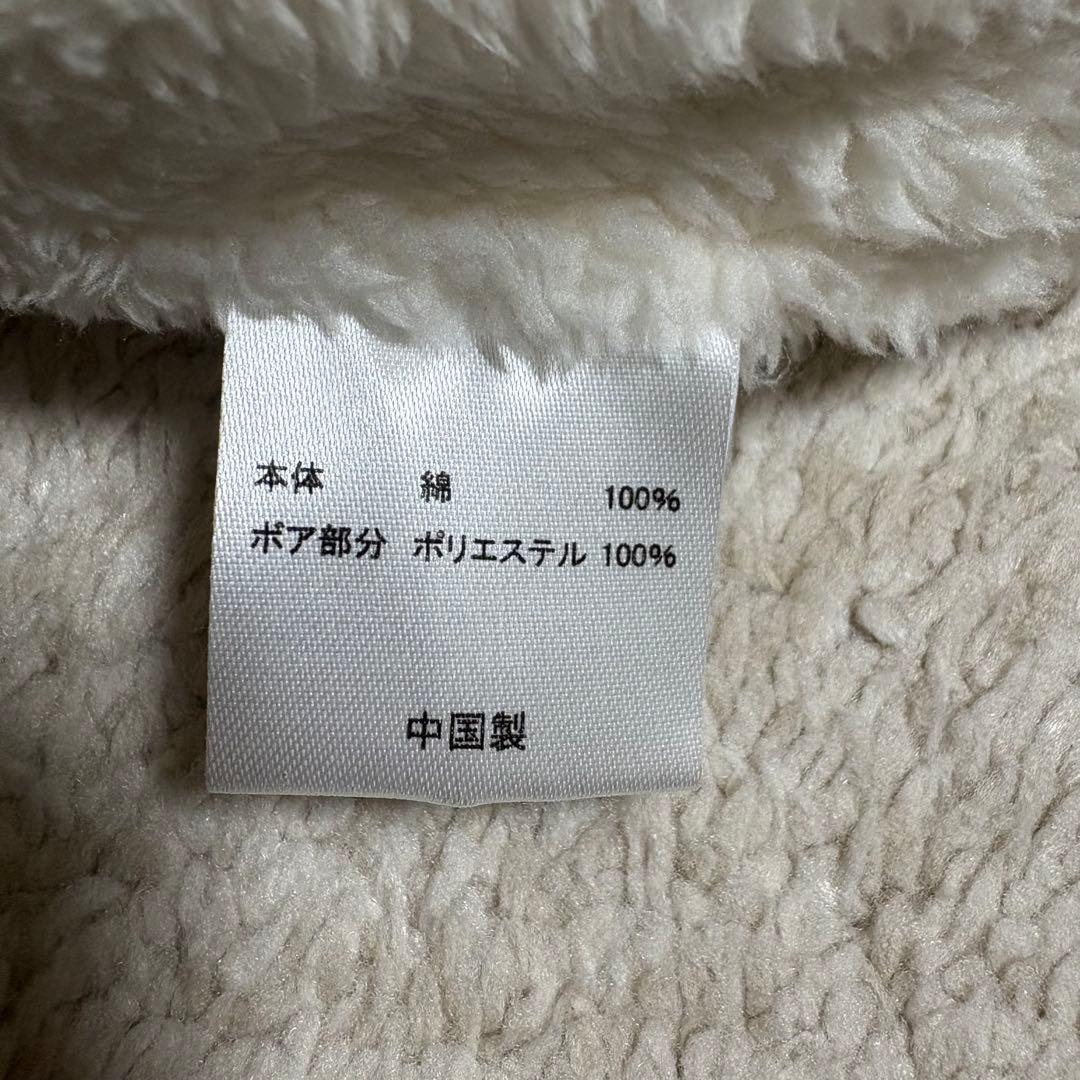 本体 綿 100%
ボア部分 ポリエステル 100%
中国製